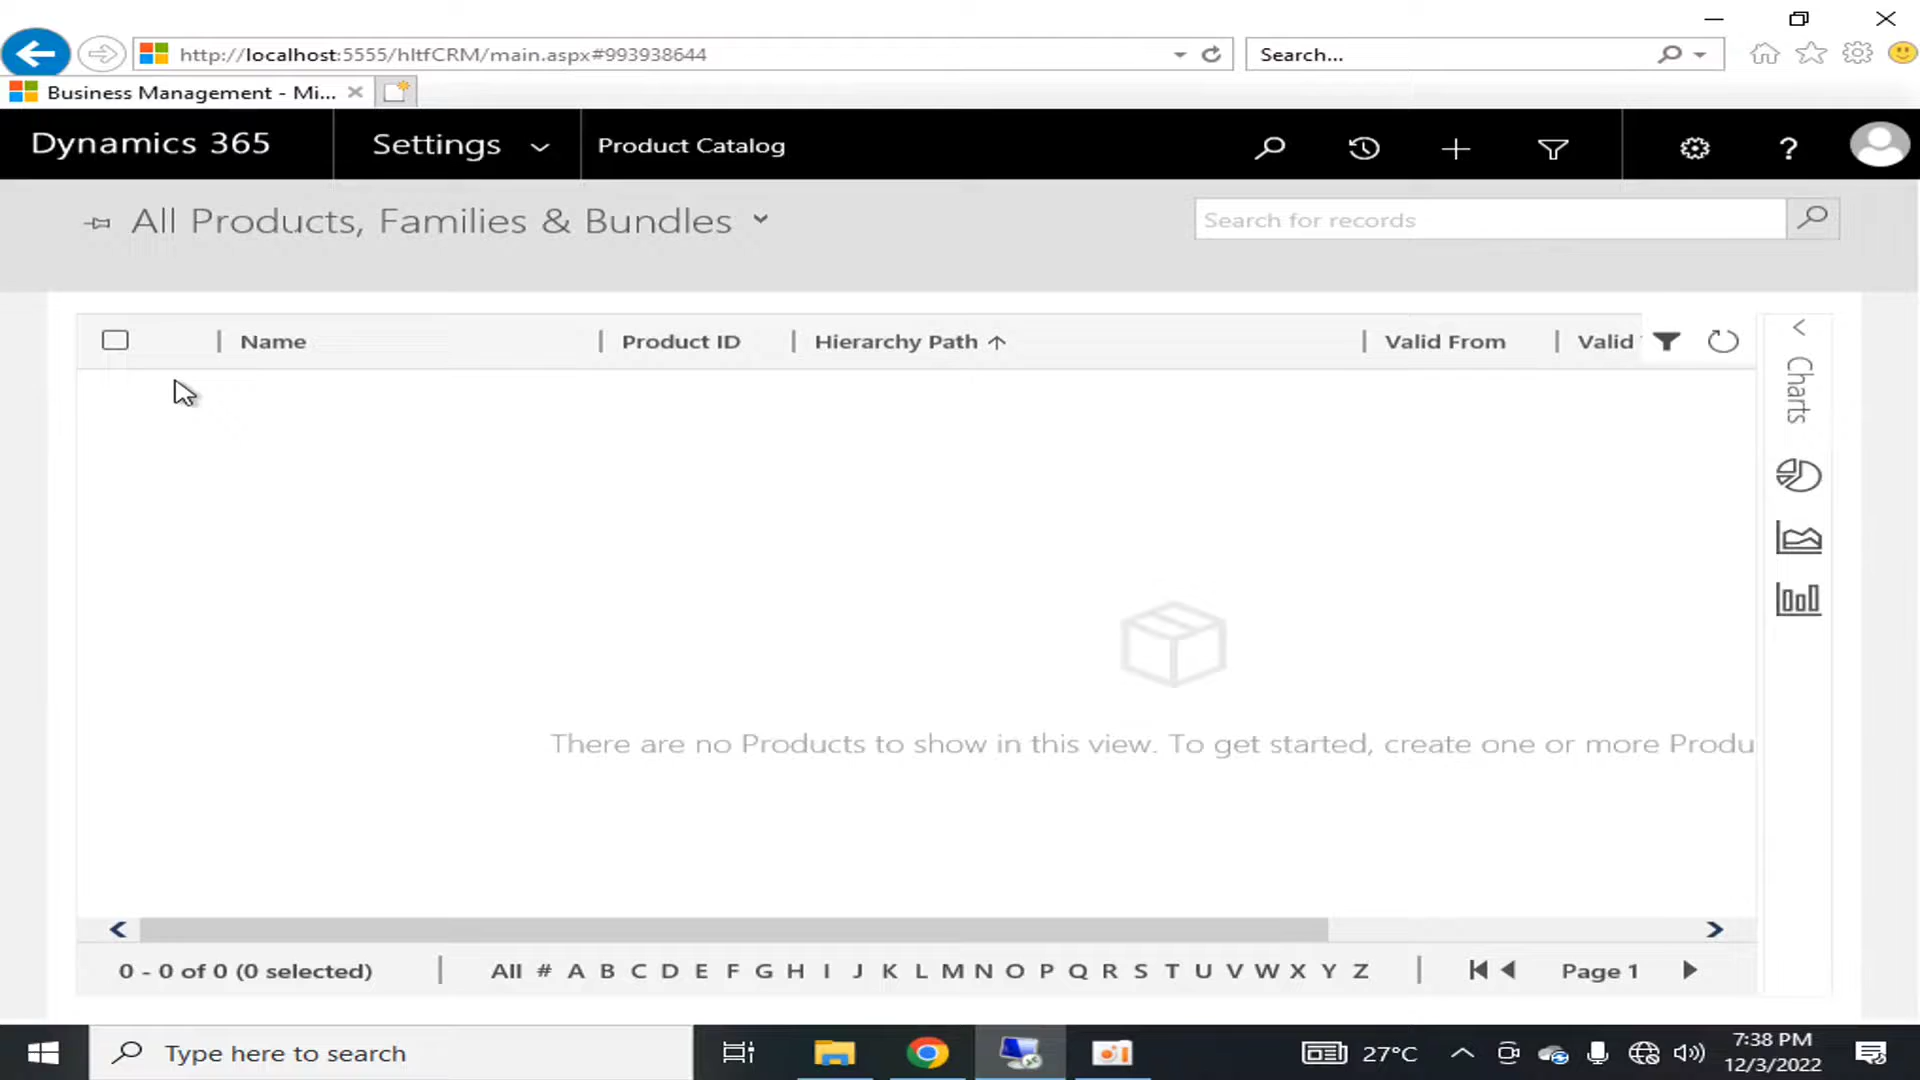 http://localhost:5555/hltfCRM/main.aspx#993938644
Search...
Business Management - Mi...
Dynamics 365
Settings
Product Catalog
?
All Products, Families & Bundles
Search for records
Name
Product ID
Hierarchy Path
Valid From
Valid
Charts
There are no Products to show in this view. To get started, create one or more Produ
0 - 0 of 0 (0 selected)
All # A B C D E F G H I J K L M N O P Q R S T U V W X Y Z
Page 1
Type here to search
27°C
7:38 PM
12/3/2022